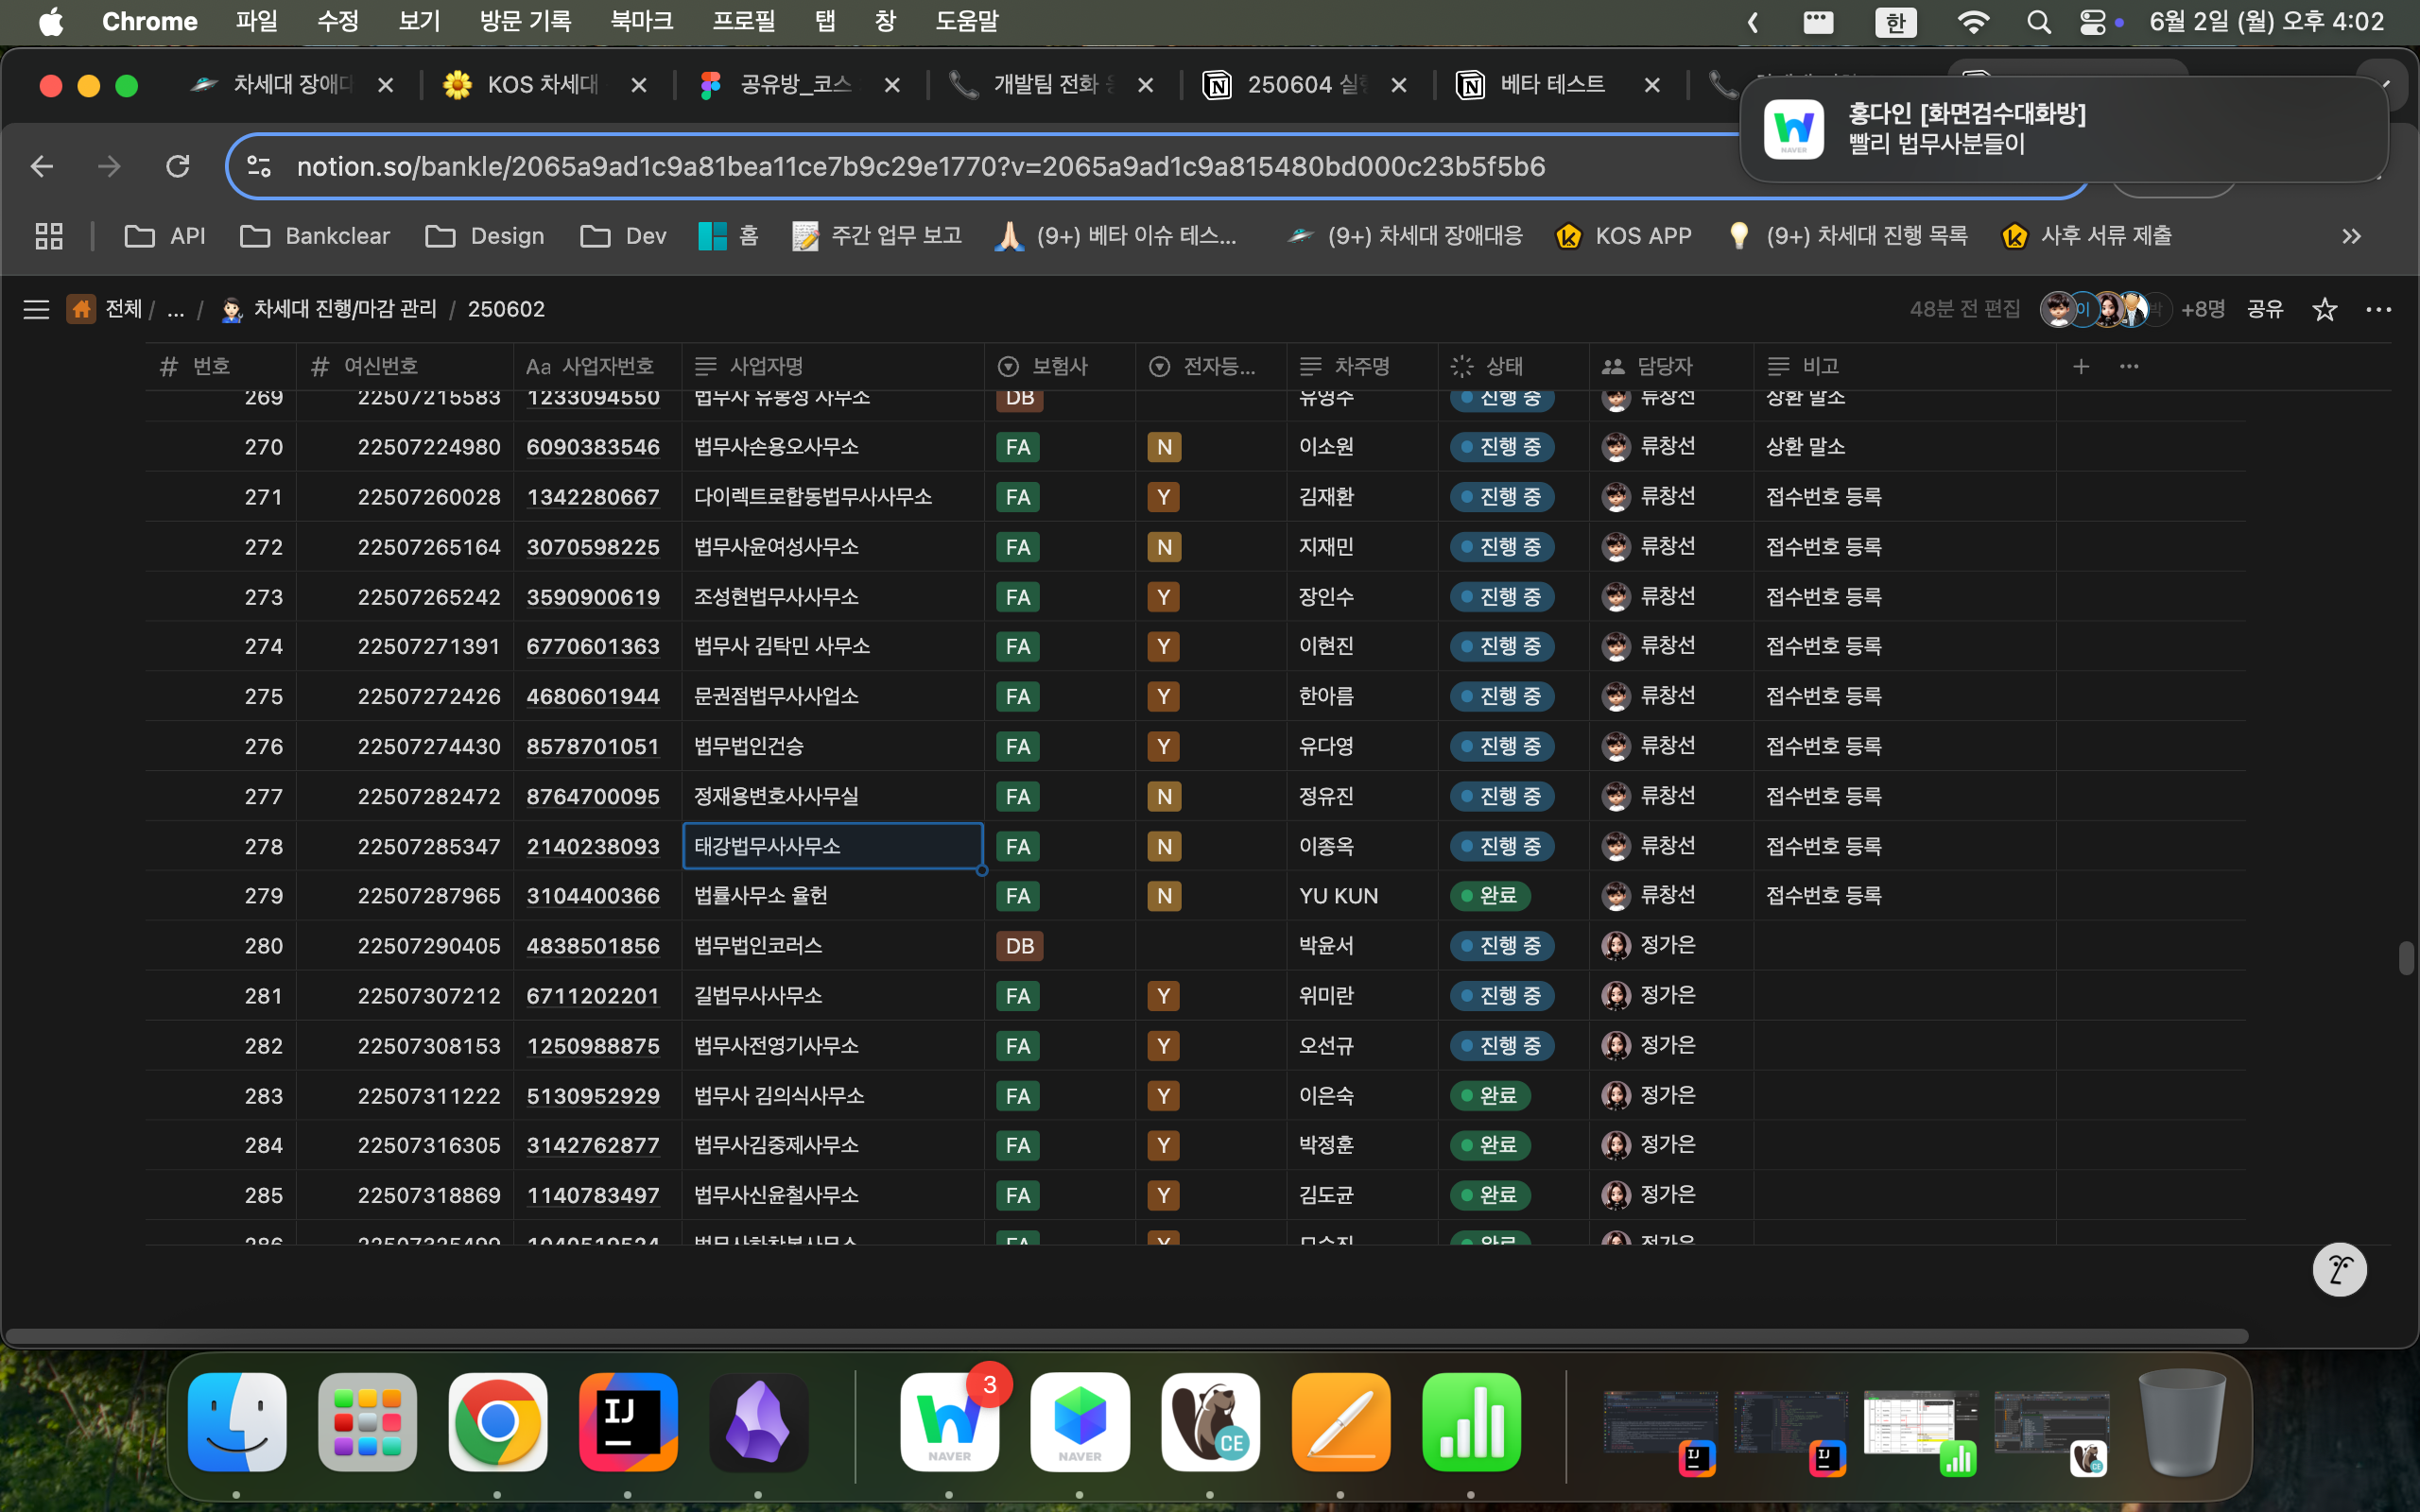 Chrome 파일 수정 보기 방문 기록 북마크 프로필 탭 창 도움말 한 6월 2일 (월) 오후 4:02
차세대 장애대 KOS 차세대 공유방_코스 개발팀 전화 250604 실 베타 테스트
홍다인 [화면검수대화방]
빨리 법무사분들이
NAVER
notion.so/bankle/2065a9ad1c9a81bea11ce7b9c29e1770?v=2065a9ad1c9a815480bd000c23b5f5b6
API Bankclear Design Dev 홈 주간 업무 보고 (9+) 베타 이슈 테스... (9+) 차세대 장애대응 KOS APP (9+) 차세대 진행 목록 사후 서류 제출
전체 / ... / 차세대 진행/마감 관리 / 250602 48분 전 편집 이 박 +8명 공유
# 번호 # 여신번호 Aa 사업자번호 사업자명 보험사 전자등... 차주명 상태 담당자 비고
269 22507215583 1233094550 법무사 유봉성 사무소 DB 유영수 진행 중 류창선 상환 말소
270 22507224980 6090383546 법무사손용오사무소 FA N 이소원 진행 중 류창선 상환 말소
271 22507260028 1342280667 다이렉트로합동법무사사무소 FA Y 김재환 진행 중 류창선 접수번호 등록
272 22507265164 3070598225 법무사윤여성사무소 FA N 지재민 진행 중 류창선 접수번호 등록
273 22507265242 3590900619 조성현법무사사무소 FA Y 장인수 진행 중 류창선 접수번호 등록
274 22507271391 6770601363 법무사 김탁민 사무소 FA Y 이현진 진행 중 류창선 접수번호 등록
275 22507272426 4680601944 문권점법무사사업소 FA Y 한아름 진행 중 류창선 접수번호 등록
276 22507274430 8578701051 법무법인건승 FA Y 유다영 진행 중 류창선 접수번호 등록
277 22507282472 8764700095 정재용변호사사무실 FA N 정유진 진행 중 류창선 접수번호 등록
278 22507285347 2140238093 태강법무사사무소 FA N 이종옥 진행 중 류창선 접수번호 등록
279 22507287965 3104400366 법률사무소 율헌 FA N YU KUN 완료 류창선 접수번호 등록
280 22507290405 4838501856 법무법인코러스 DB 박윤서 진행 중 정가은
281 22507307212 6711202201 길법무사사무소 FA Y 위미란 진행 중 정가은
282 22507308153 1250988875 법무사전영기사무소 FA Y 오선규 진행 중 정가은
283 22507311222 5130952929 법무사 김의식사무소 FA Y 이은숙 완료 정가은
284 22507316305 3142762877 법무사김중제사무소 FA Y 박정훈 완료 정가은
285 22507318869 1140783497 법무사신윤철사무소 FA Y 김도균 완료 정가은
286 22507325499 1040519524 FA Y 완료 정가은
IJ NAVER 3 NAVER CE IJ IJ CE